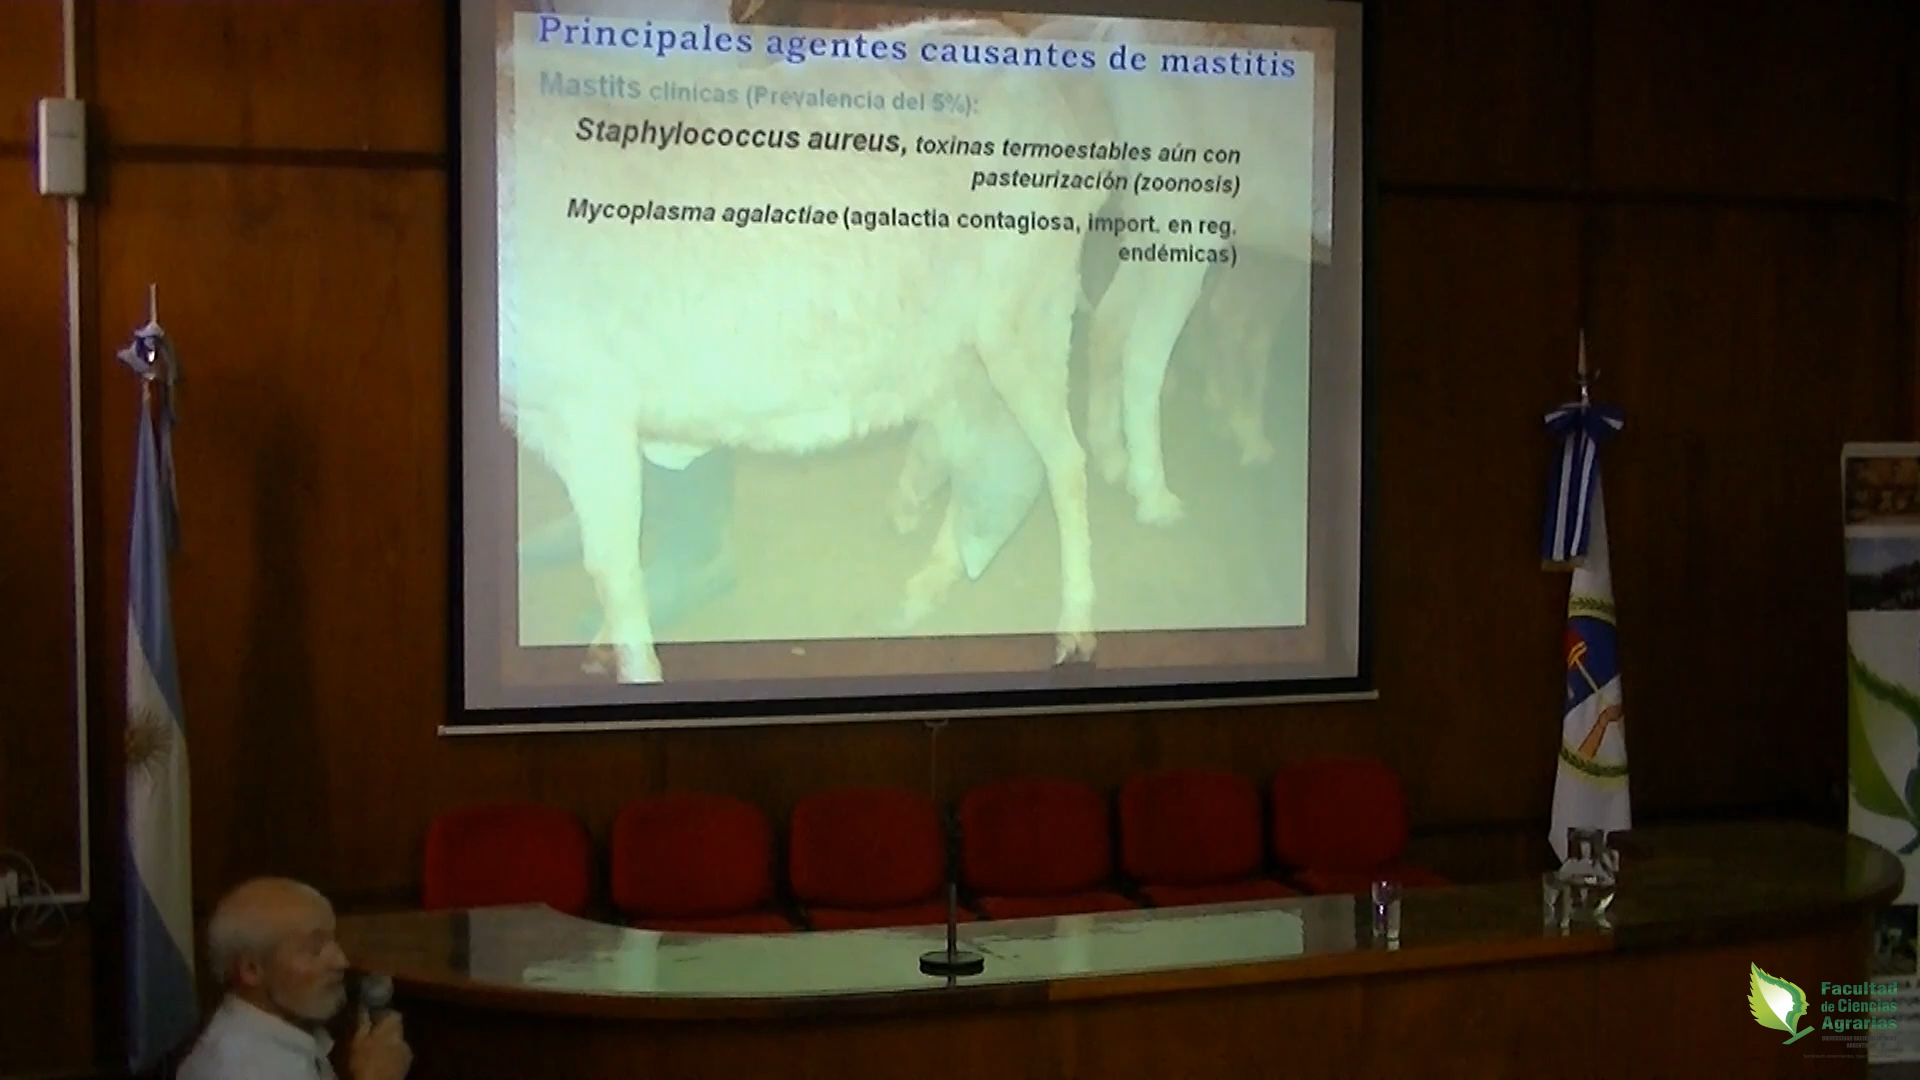 Principales agentes causantes de mastitis
Mastits clinicas (Prevalencia del 5%):
Staphylococcus aureus, toxinas termoestables aún con
pasteurización (zoonosis)
Mycoplasma agalactiae (agalactia contagiosa, import. en reg.
endémicas)
Facultad
de Ciencias
Agrarias